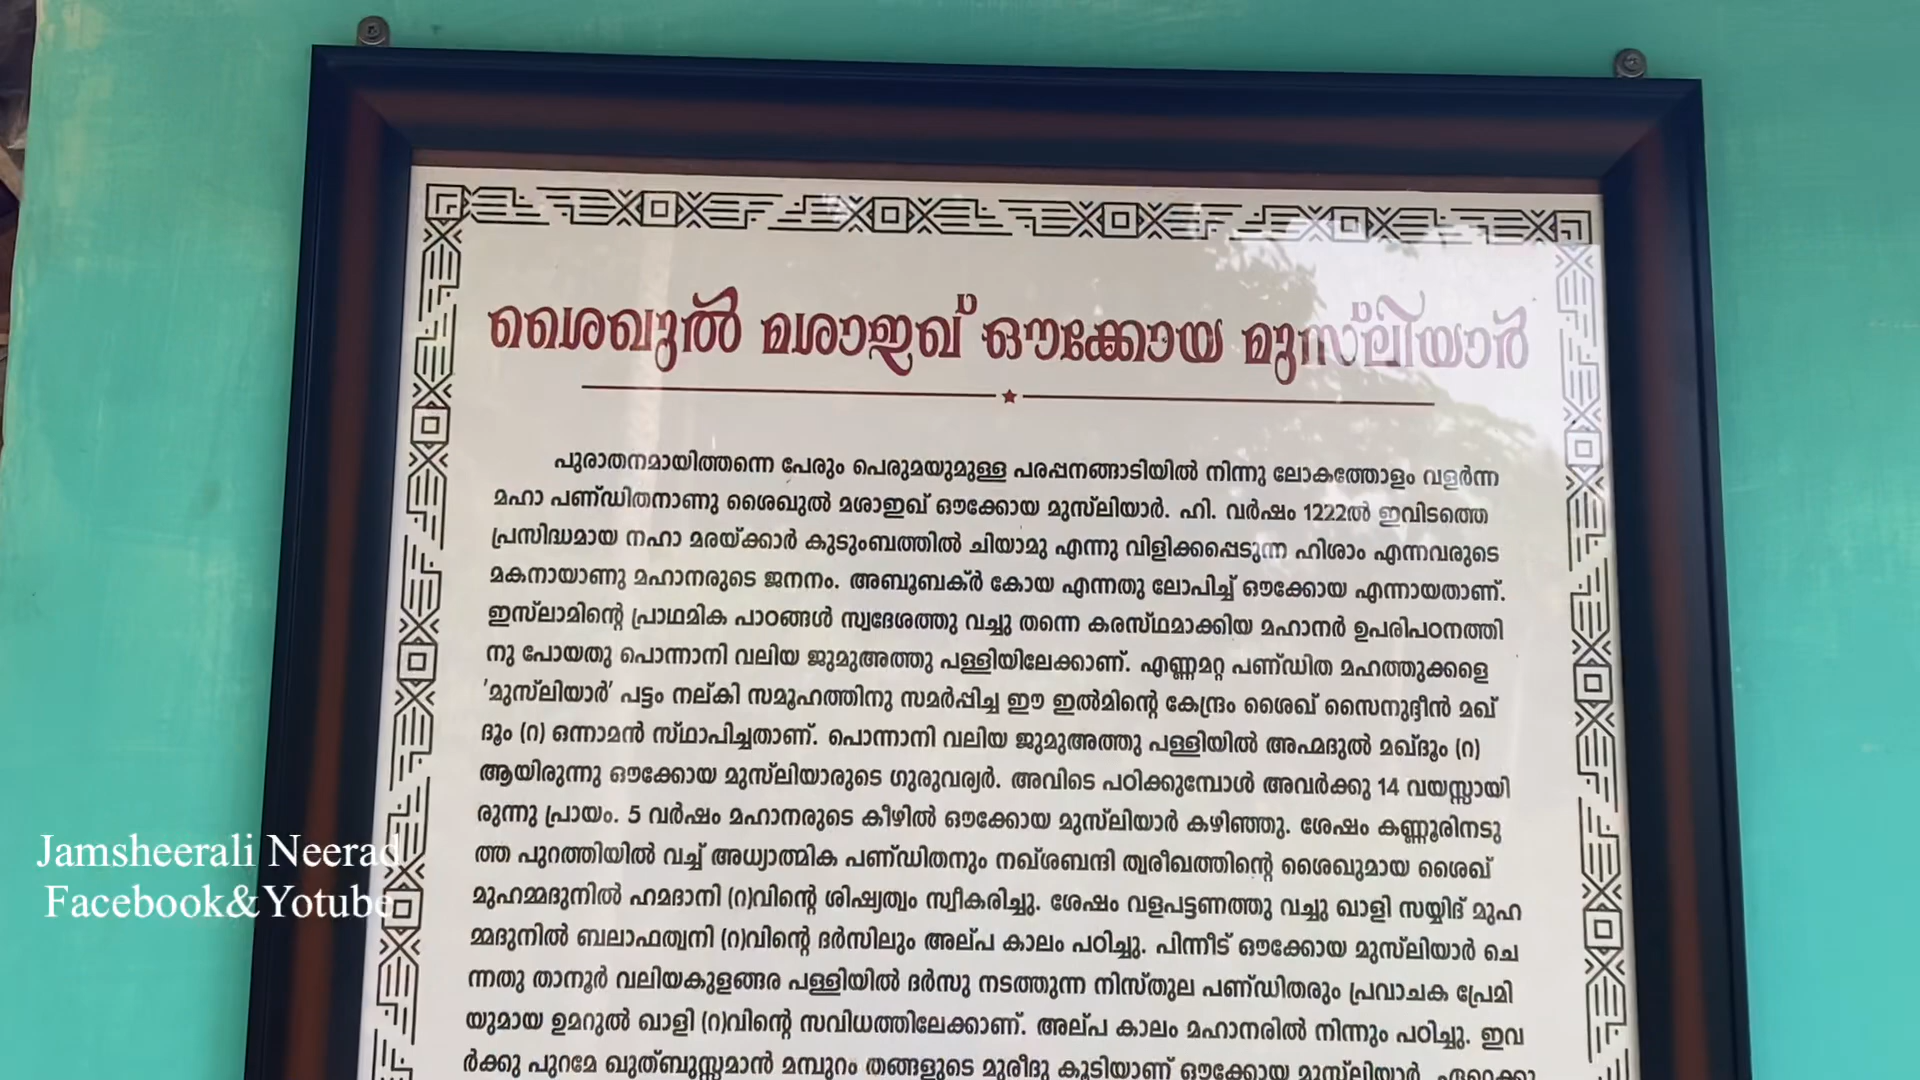 ശൈഖുൽ മശാഇഖ് ഔക്കോയ മുസ്‌ലിയാർ
പുരാതനമായിത്തന്നെ പേരും പെരുമയുമുള്ള പരപ്പനങ്ങാടിയിൽ നിന്നു ലോകത്തോളം വളർന്ന
മഹാ പണ്ഡിതനാണു ശൈഖുൽ മശാഇഖ് ഔക്കോയ മുസ്‌ലിയാർ. ഹി. വർഷം 1222ൽ ഇവിടത്തെ
പ്രസിദ്ധമായ നഹാ മരയ്ക്കാർ കുടുംബത്തിൽ ചിയാമു എന്നു വിളിക്കപ്പെടുന്ന ഹിശാം എന്നവരുടെ
മകനായാണു മഹാനരുടെ ജനനം. അബൂബക്ർ കോയ എന്നതു ലോപിച്ച് ഔക്കോയ എന്നായതാണ്.
ഇസ്‌ലാമിന്റെ പ്രാഥമിക പാഠങ്ങൾ സ്വദേശത്തു വച്ചു തന്നെ കരസ്ഥമാക്കിയ മഹാനർ ഉപരിപഠനത്തി
നു പോയതു പൊന്നാനി വലിയ ജുമുഅത്തു പള്ളിയിലേക്കാണ്. എണ്ണമറ്റ പണ്ഡിത മഹത്തുക്കളെ
'മുസ്‌ലിയാർ' പട്ടം നല്കി സമൂഹത്തിനു സമർപ്പിച്ച ഈ ഇൽമിന്റെ കേന്ദ്രം ശൈഖ് സൈനുദ്ദീൻ മഖ്
ദൂം (റ) ഒന്നാമൻ സ്ഥാപിച്ചതാണ്. പൊന്നാനി വലിയ ജുമുഅത്തു പള്ളിയിൽ അഹ്മദുൽ മഖ്ദൂം (റ)
ആയിരുന്നു ഔക്കോയ മുസ്‌ലിയാരുടെ ഗുരുവര്യർ. അവിടെ പഠിക്കുമ്പോൾ അവർക്കു 14 വയസ്സായി
രുന്നു പ്രായം. 5 വർഷം മഹാനരുടെ കീഴിൽ ഔക്കോയ മുസ്‌ലിയാർ കഴിഞ്ഞു. ശേഷം കണ്ണൂരിനടു
ത്ത പുറത്തിയിൽ വച്ച് അധ്യാത്മിക പണ്ഡിതനും നഖ്ശബന്ദി ത്വരീഖത്തിന്റെ ശൈഖുമായ ശൈഖ്
മുഹമ്മദുനിൽ ഹമദാനി (റ)വിന്റെ ശിഷ്യത്വം സ്വീകരിച്ചു. ശേഷം വളപട്ടണത്തു വച്ചു ഖാളി സയ്യിദ് മുഹ
മ്മദുനിൽ ബലാഫത്വനി (റ)വിന്റെ ദർസിലും അല്പ കാലം പഠിച്ചു. പിന്നീട് ഔക്കോയ മുസ്‌ലിയാർ ചെ
ന്നതു താനൂർ വലിയകുളങ്ങര പള്ളിയിൽ ദർസു നടത്തുന്ന നിസ്തുല പണ്ഡിതരും പ്രവാചക പ്രേമി
യുമായ ഉമറുൽ ഖാളി (റ)വിന്റെ സവിധത്തിലേക്കാണ്. അല്പ കാലം മഹാനരിൽ നിന്നും പഠിച്ചു. ഇവ
ർക്കു പുറമേ ഖുത്ബുസ്സമാൻ മമ്പുറം തങ്ങളുടെ മുരീദു കൂടിയാണ് ഔക്കോയ മുസ്‌ലിയാർ.
Jamsheerali Neerad
Facebook&Yotube